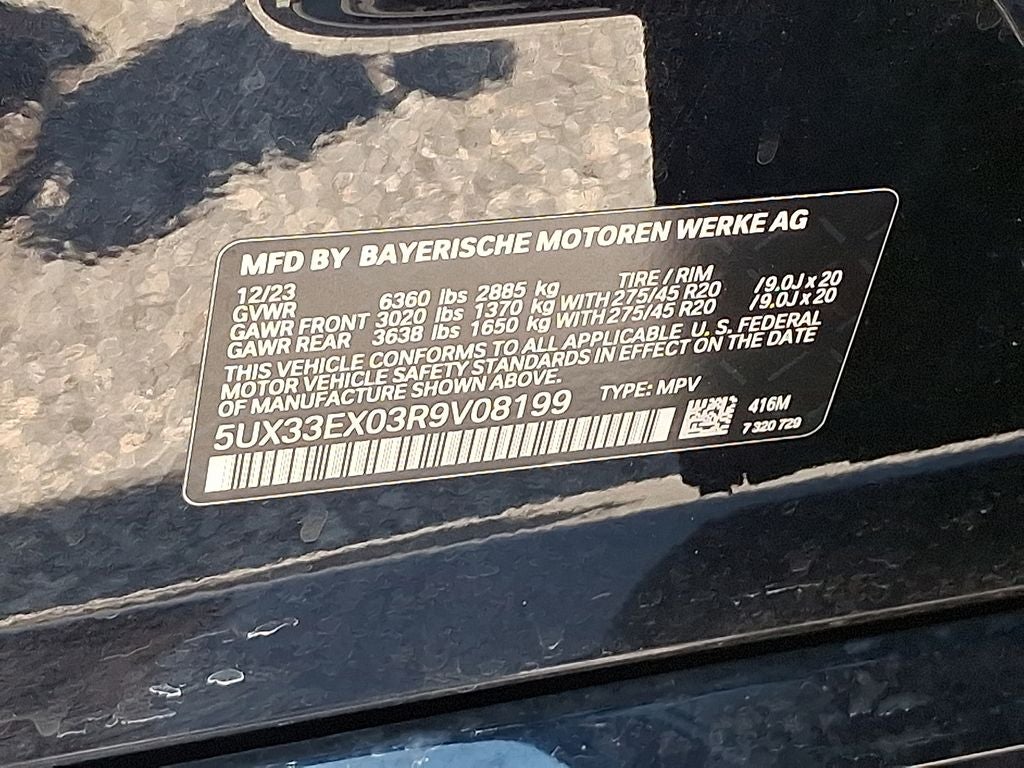 MFD BY BAYERISCHE MOTOREN WERKE AG
12/23 TIRE / RIM
GVWR 6360 lbs 2885 kg
GAWR FRONT 3020 lbs 1370 kg WITH 275/45 R20 /9.0J x 20
GAWR REAR 3638 lbs 1650 kg WITH 275/45 R20 /9.0J x 20
THIS VEHICLE CONFORMS TO ALL APPLICABLE U. S. FEDERAL
MOTOR VEHICLE SAFETY STANDARDS IN EFFECT ON THE DATE
OF MANUFACTURE SHOWN ABOVE.
TYPE: MPV
5UX33EX03R9V08199
416M
7 320 729